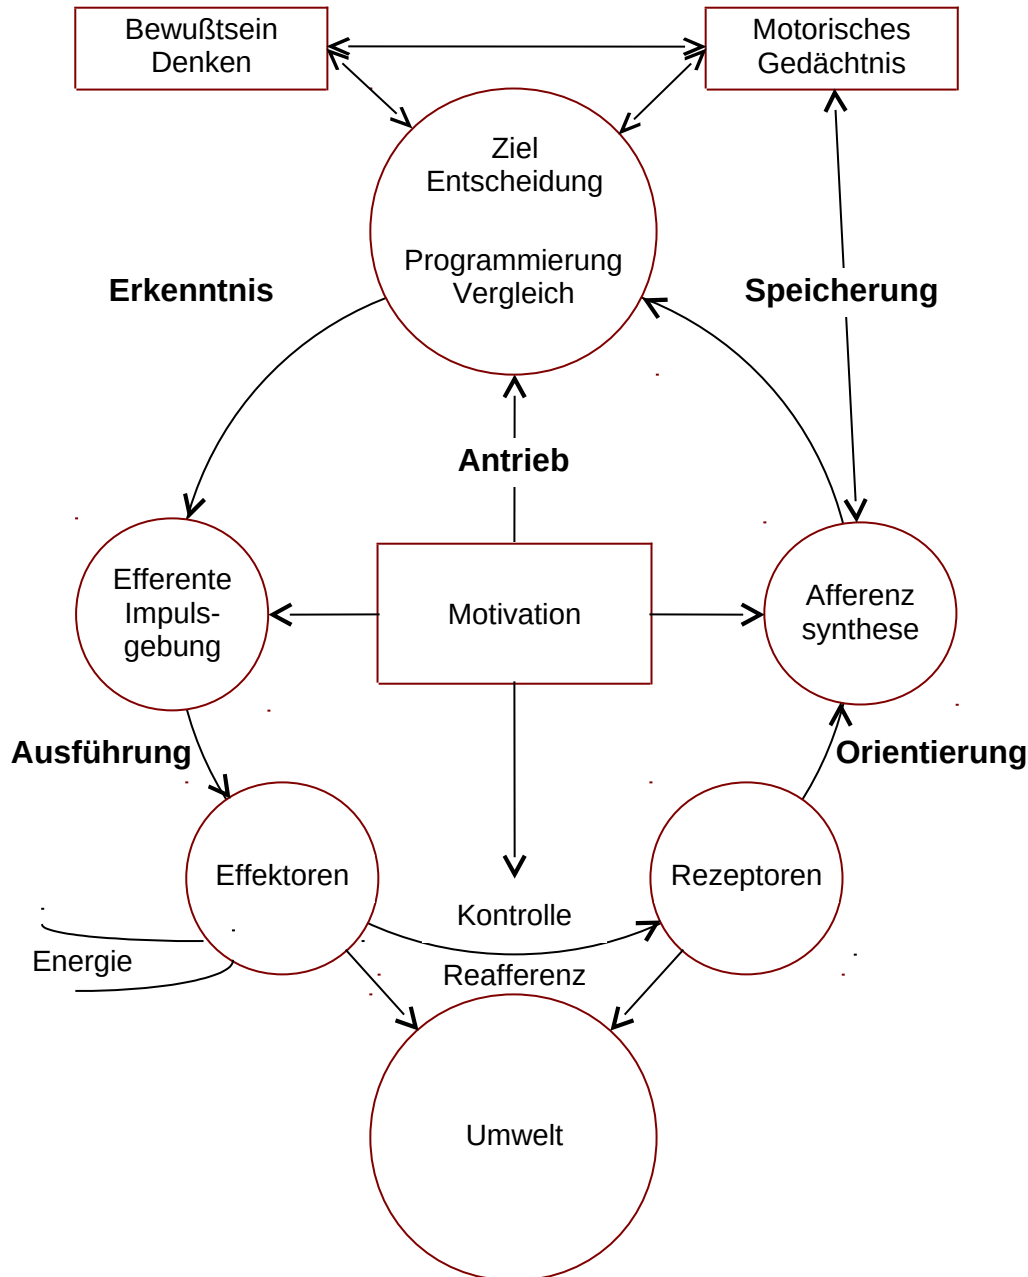 Bewußtsein
Denken
Motorisches
Gedächtnis
Ziel
Entscheidung
Programmierung
Vergleich
Erkenntnis
Speicherung
Antrieb
Efferente
Impuls-
gebung
Motivation
Afferenz
synthese
Ausführung
Orientierung
Effektoren
Rezeptoren
Kontrolle
Energie
Reafferenz
Umwelt